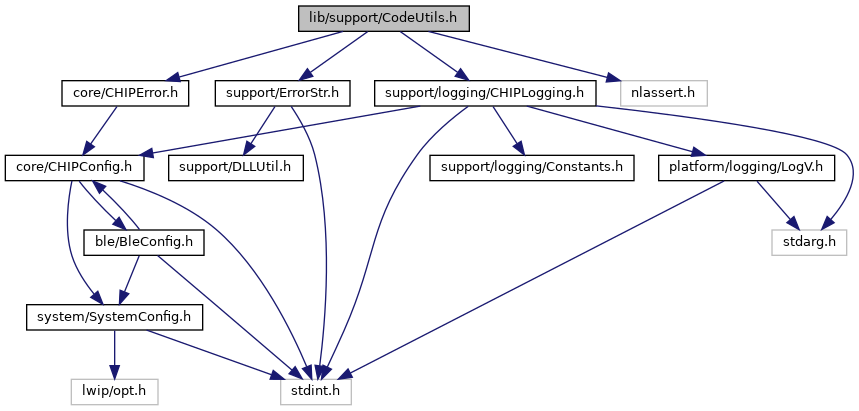 lib/support/CodeUtils.h
core/CHIPError.h
support/ErrorStr.h
support/logging/CHIPLogging.h
nlassert.h
core/CHIPConfig.h
support/DLLUtil.h
support/logging/Constants.h
platform/logging/LogV.h
ble/BleConfig.h
stdarg.h
system/SystemConfig.h
lwip/opt.h
stdint.h